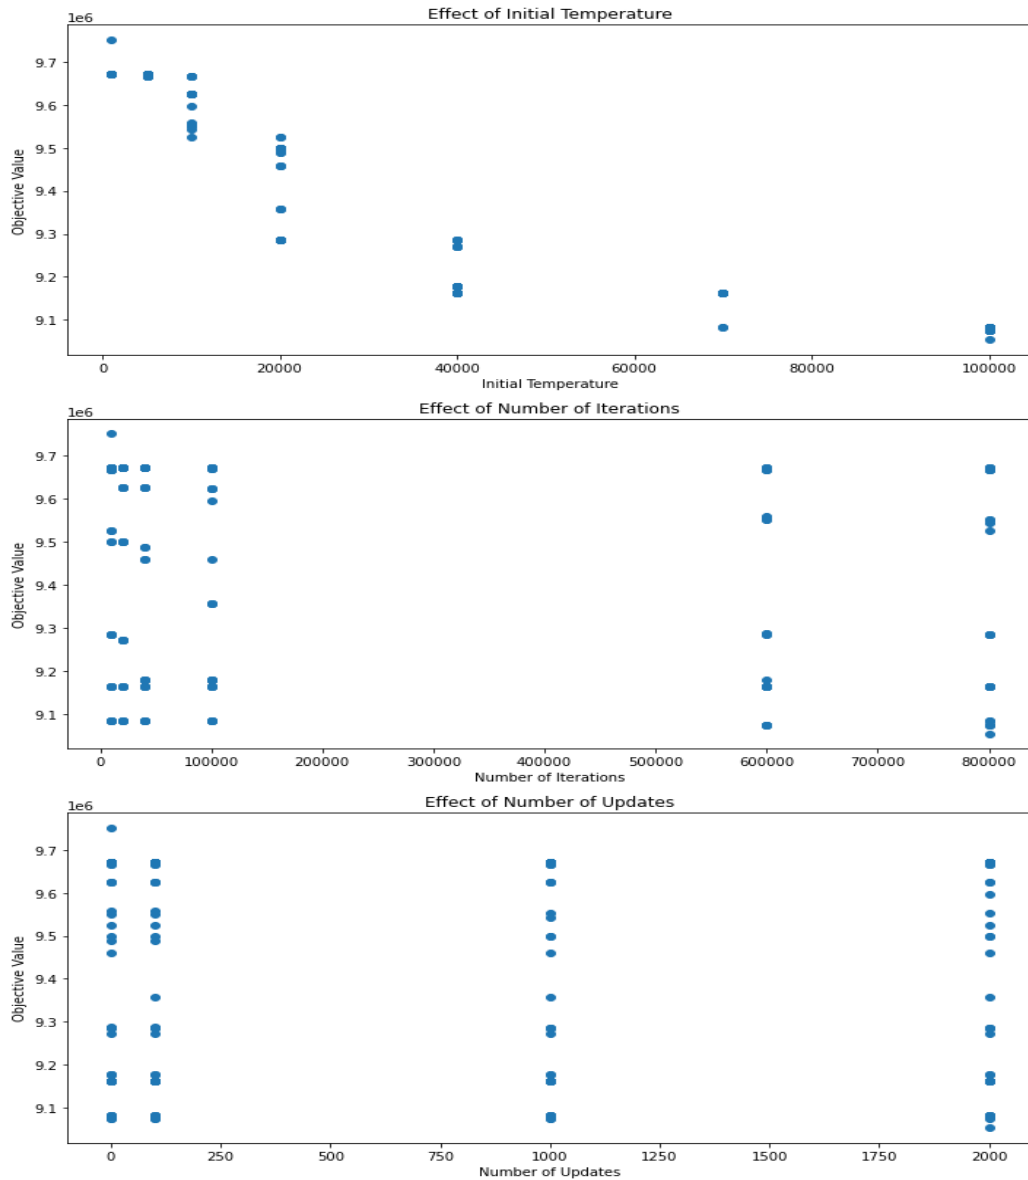 Effect of Initial Temperature
1e6
9.7
9.6
9.5
9.4
9.3
9.2
9.1
Objective Value
0 20000 40000 60000 80000 100000
Initial Temperature
Effect of Number of Iterations
1e6
9.7
9.6
9.5
9.4
9.3
9.2
9.1
Objective Value
0 100000 200000 300000 400000 500000 600000 700000 800000
Number of Iterations
Effect of Number of Updates
1e6
9.7
9.6
9.5
9.4
9.3
9.2
9.1
Objective Value
0 250 500 750 1000 1250 1500 1750 2000
Number of Updates